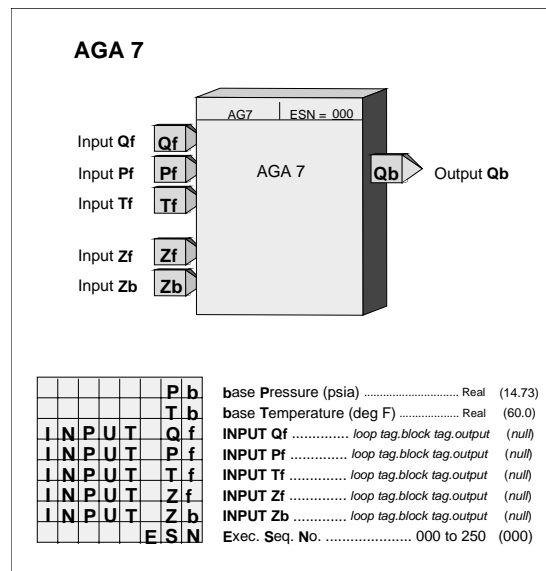 AGA 7
AG7 ESN = 000
Input Qf Qf
Input Pf Pf AGA 7 Qb Output Qb
Input Tf Tf
Input Zf Zf
Input Zb Zb
P b base Pressure (psia) .............................. Real (14.73)
T b base Temperature (deg F) ................... Real (60.0)
I N P U T Q f INPUT Qf .............. loop tag.block tag.output (null)
I N P U T P f INPUT Pf .............. loop tag.block tag.output (null)
I N P U T T f INPUT Tf .............. loop tag.block tag.output (null)
I N P U T Z f INPUT Zf .............. loop tag.block tag.output (null)
I N P U T Z b INPUT Zb .............. loop tag.block tag.output (null)
E S N Exec. Seq. No. ..................... 000 to 250 (000)